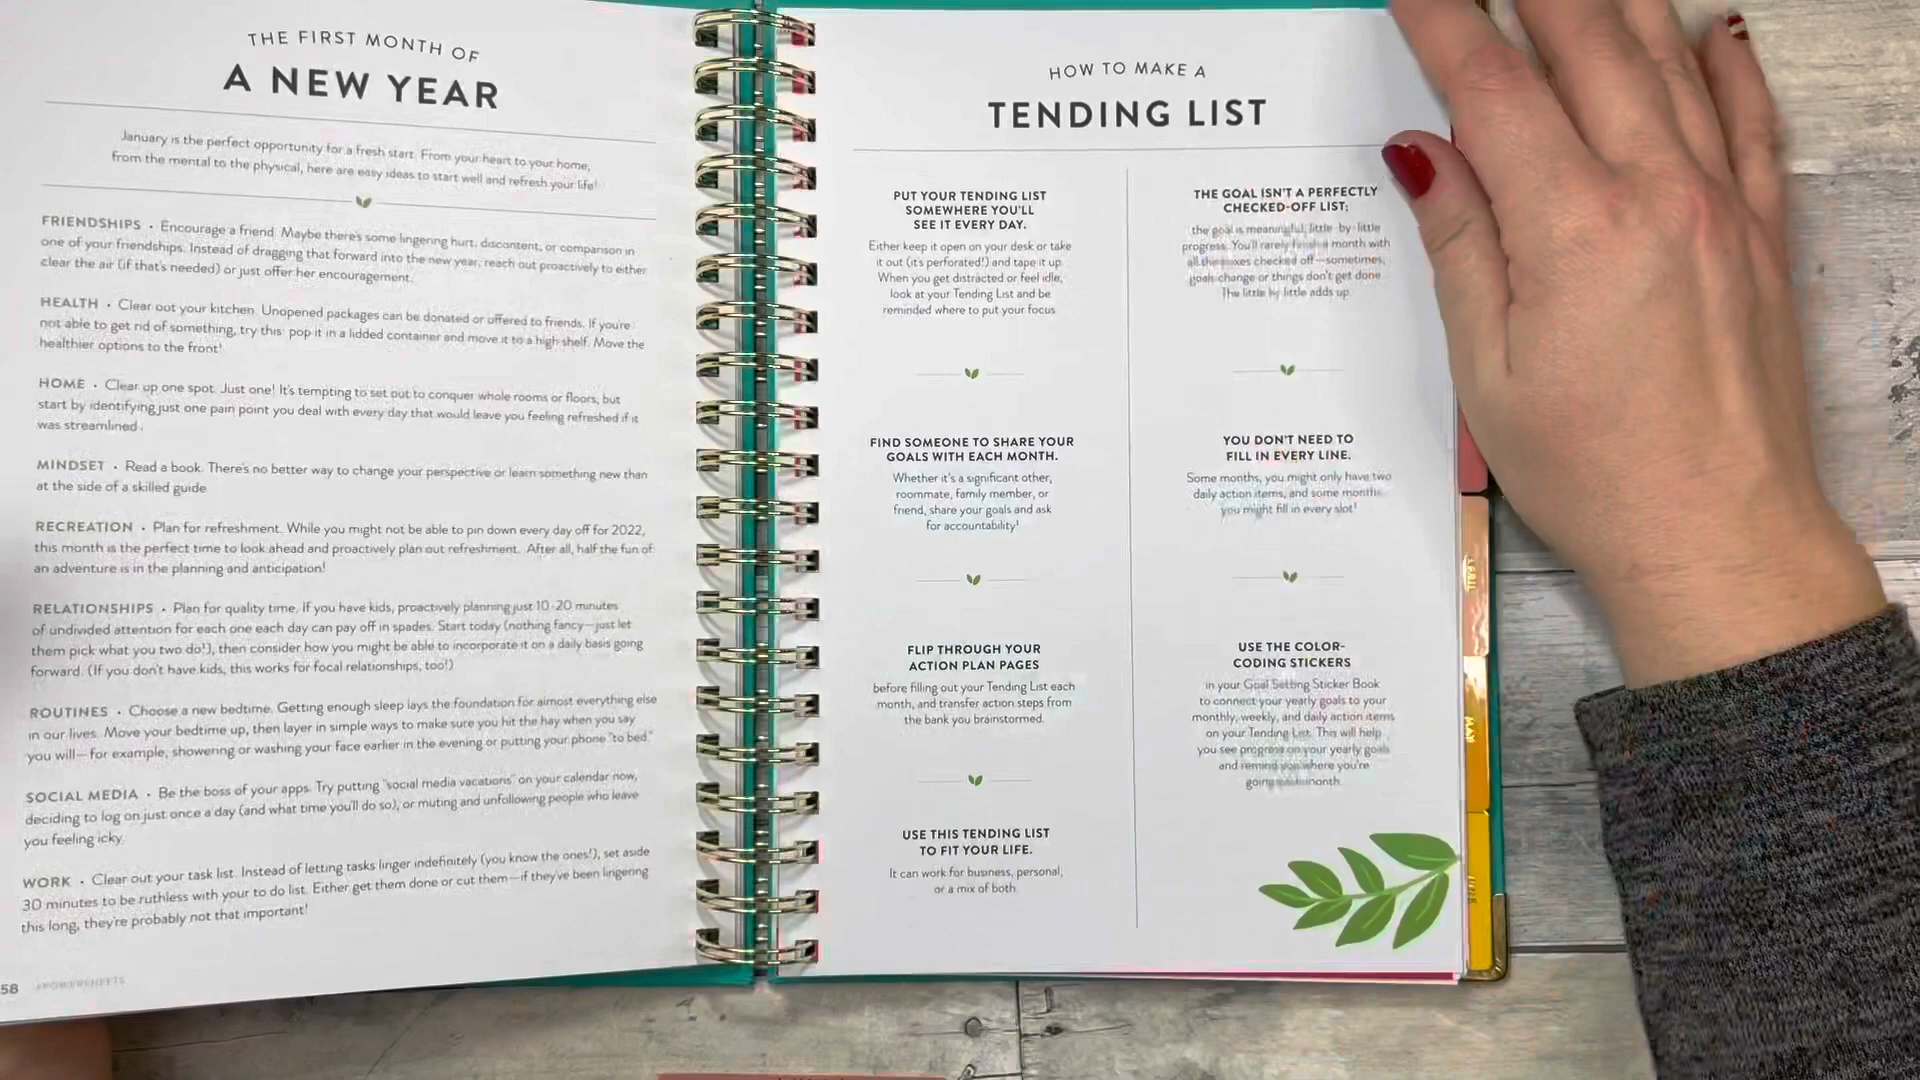 THE FIRST MONTH OF
A NEW YEAR
January is the perfect opportunity for a fresh start. From your heart to your home,
from the mental to the physical, here are easy ideas to start well and refresh your life!
FRIENDSHIPS • Encourage a friend. Maybe there's some lingering hurt, discontent, or comparison in
one of your friendships. Instead of dragging that forward into the new year, reach out proactively to either
clear the air (if that's needed) or just offer her encouragement.
HEALTH • Clear out your kitchen. Unopened packages can be donated or offered to friends. If you're
not able to get rid of something, try this: pop it in a lidded container and move it to a high shelf. Move the
healthier options to the front!
HOME • Clear up one spot. Just one! It's tempting to set out to conquer whole rooms or floors, but
start by identifying just one pain point you deal with every day that would leave you feeling refreshed if it
was streamlined.
MINDSET • Read a book. There's no better way to change your perspective or learn something new than
at the side of a skilled guide.
RECREATION • Plan for refreshment. While you might not be able to pin down every day off for 2022,
this month is the perfect time to look ahead and proactively plan out refreshment. After all, half the fun of
an adventure is in the planning and anticipation!
RELATIONSHIPS • Plan for quality time. If you have kids, proactively planning just 10-20 minutes
of undivided attention for each one each day can pay off in spades. Start today (nothing fancy—just let
them pick what you two do!), then consider how you might be able to incorporate it on a daily basis going
forward. (If you don't have kids, this works for focal relationships, too!)
ROUTINES • Choose a new bedtime. Getting enough sleep lays the foundation for almost everything else
in our lives. Move your bedtime up, then layer in simple ways to make sure you hit the hay when you say
you will—for example, showering or washing your face earlier in the evening or putting your phone "to bed."
SOCIAL MEDIA • Be the boss of your apps. Try putting "social media vacations" on your calendar now,
deciding to log on just once a day (and what time you'll do so), or muting and unfollowing people who leave
you feeling icky.
WORK • Clear out your task list. Instead of letting tasks linger indefinitely (you know the ones!), set aside
30 minutes to be ruthless with your to do list. Either get them done or cut them—if they've been lingering
this long, they're probably not that important!
58 #POWERSHEETS
HOW TO MAKE A
TENDING LIST
PUT YOUR TENDING LIST
SOMEWHERE YOU'LL
SEE IT EVERY DAY.
Either keep it open on your desk or take
it out (it's perforated!) and tape it up.
When you get distracted or feel idle,
look at your Tending List and be
reminded where to put your focus.
FIND SOMEONE TO SHARE YOUR
GOALS WITH EACH MONTH.
Whether it's a significant other,
roommate, family member, or
friend, share your goals and ask
for accountability!
FLIP THROUGH YOUR
ACTION PLAN PAGES
before filling out your Tending List each
month, and transfer action steps from
the bank you brainstormed.
USE THIS TENDING LIST
TO FIT YOUR LIFE.
It can work for business, personal,
or a mix of both.
THE GOAL ISN'T A PERFECTLY
CHECKED-OFF LIST;
the goal is meaningful, little-by-little
progress. You'll rarely finish a month with
all the boxes checked off—sometimes,
goals change or things don't get done.
The little by little adds up.
YOU DON'T NEED TO
FILL IN EVERY LINE.
Some months, you might only have two
daily action items, and some months
you might fill in every slot!
USE THE COLOR-
CODING STICKERS
in your Goal Setting Sticker Book
to connect your yearly goals to your
monthly, weekly, and daily action items
on your Tending List. This will help
you see progress on your yearly goals
and remind you where you're
going month.
APRIL
MAY
JUNE